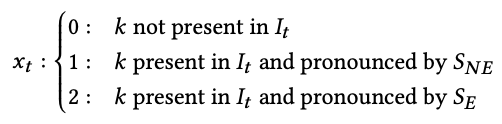 0 : k not present in I_t
x_t : { 1 : k present in I_t and pronounced by S_NE
2 : k present in I_t and pronounced by S_E